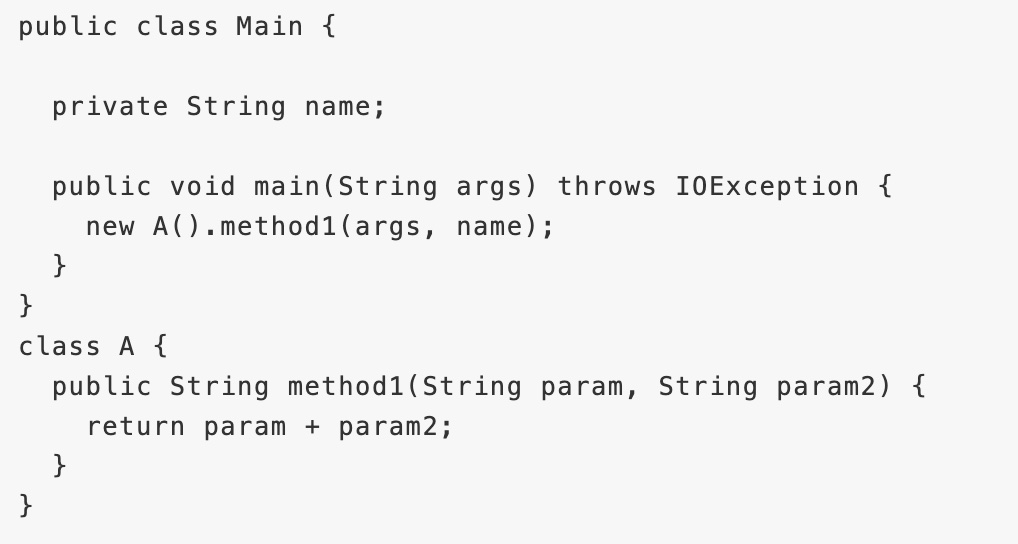 public class Main {
  private String name;
  public void main(String args) throws IOException {
    new A().method1(args, name);
  }
}
class A {
  public String method1(String param, String param2) {
    return param + param2;
  }
}